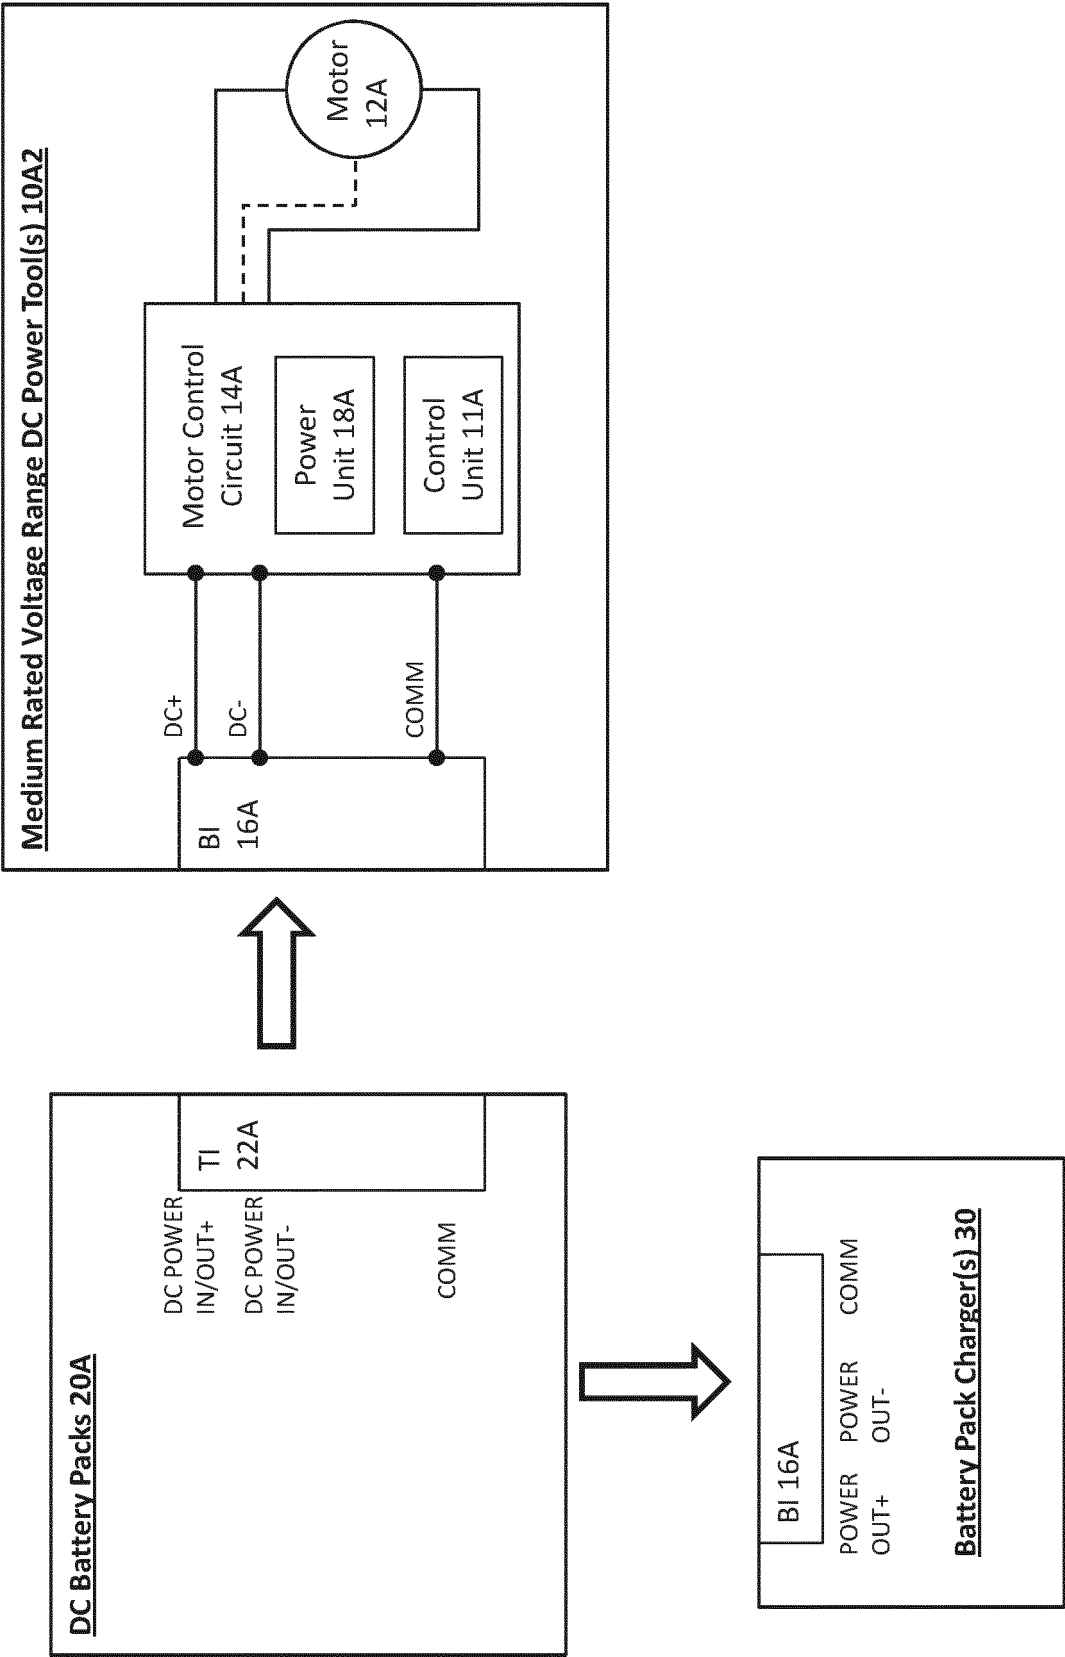 DC Battery Packs 20A
DC POWER
IN/OUT+
DC POWER
IN/OUT-
COMM
TI
22A
Medium Rated Voltage Range DC Power Tool(s) 10A2
BI
16A
DC+
DC-
COMM
Motor Control
Circuit 14A
Power
Unit 18A
Control
Unit 11A
Motor
12A
BI 16A
POWER
OUT+
POWER
OUT-
COMM
Battery Pack Charger(s) 30